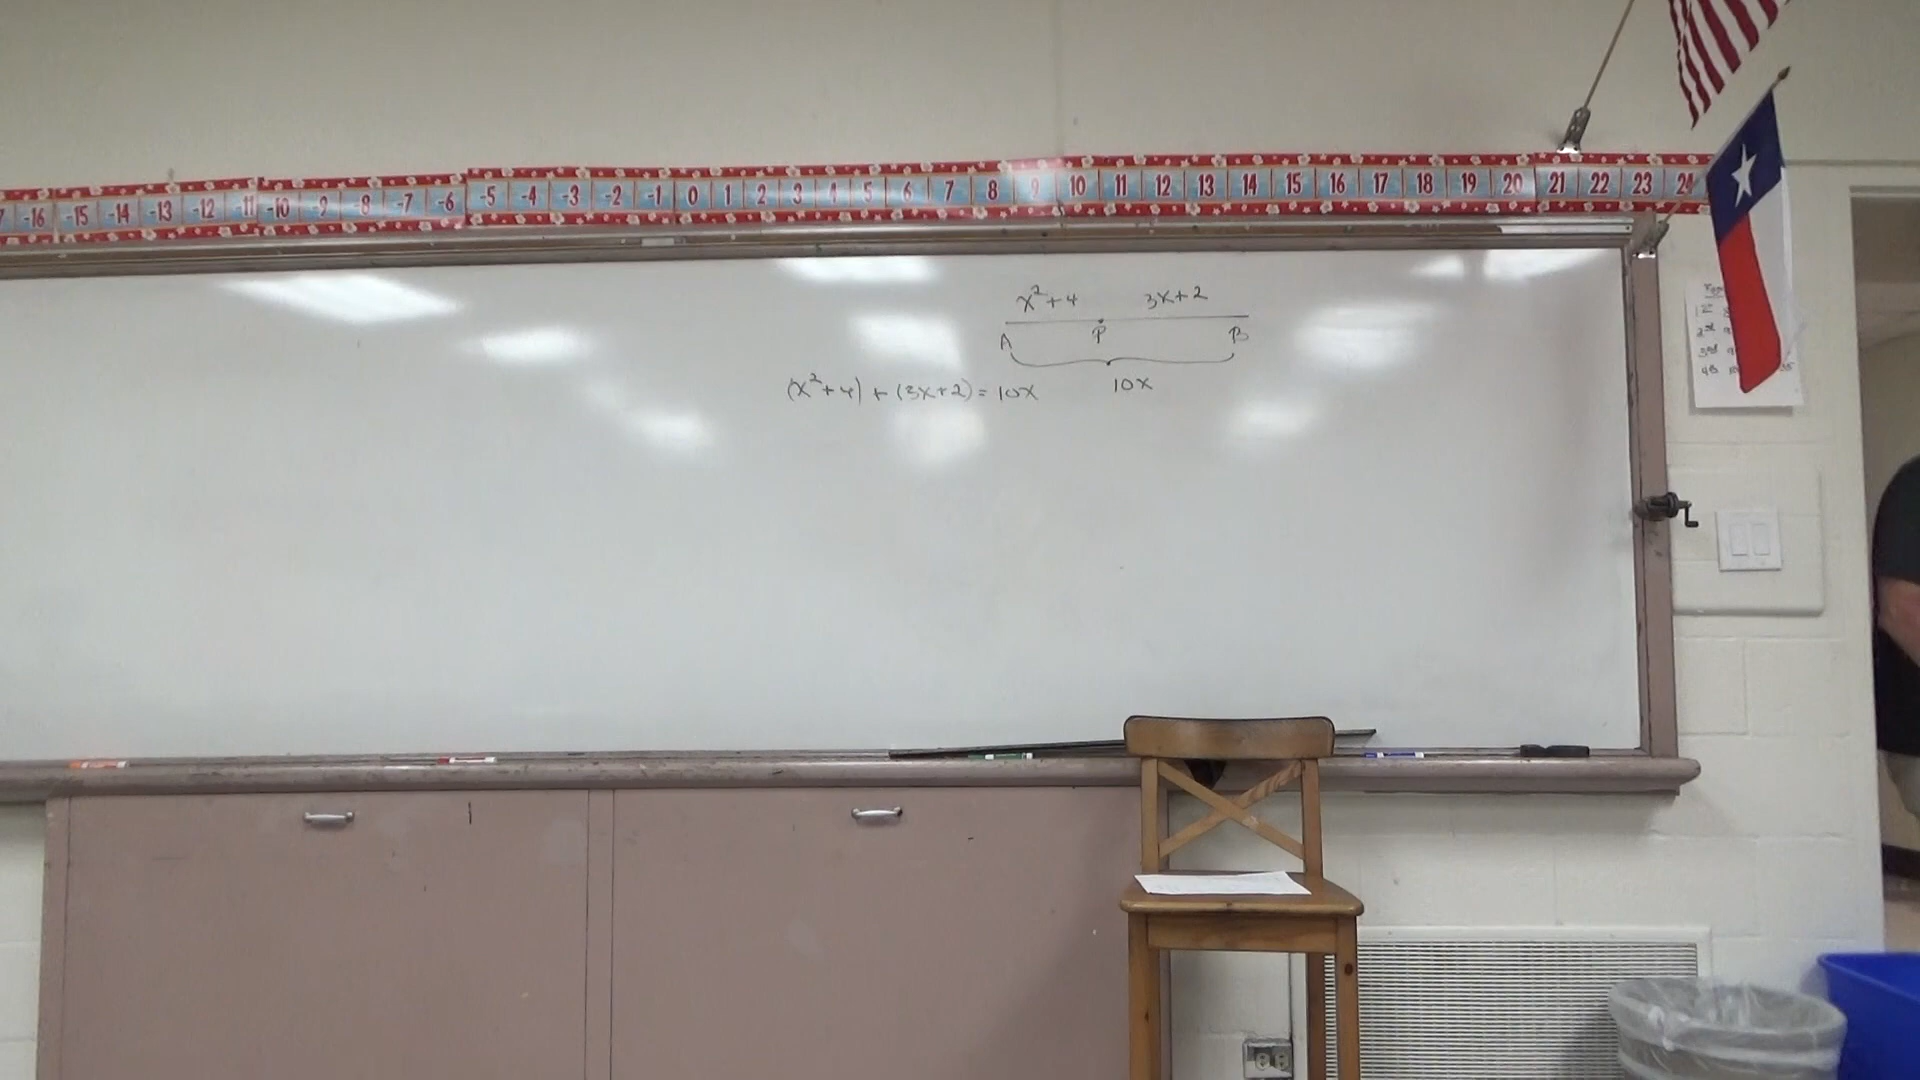 -16 -15 -14 -13 -12 -11 -10 -9 -8 -7 -6 -5 -4 -3 -2 -1 0 1 2 3 4 5 6 7 8 9 10 11 12 13 14 15 16 17 18 19 20 21 22 23 24
x²+4 3x+2
A P B
(x²+4) + (3x+2) = 10x
10x